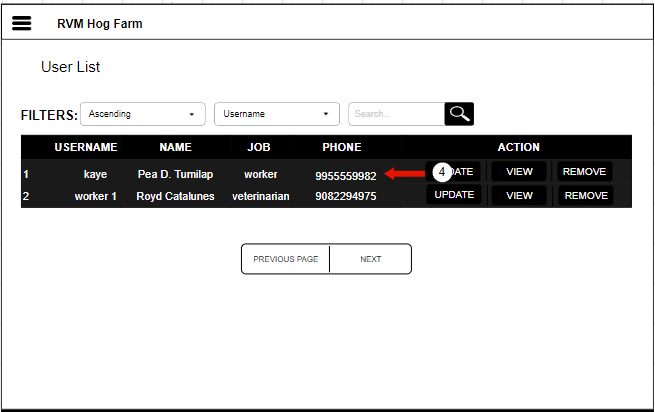 RVM Hog Farm
User List
FILTERS: Ascending Username Search...
USERNAME NAME JOB PHONE ACTION
1 kaye Pea D. Tumilap worker 9955559982 4 DATE VIEW REMOVE
2 worker 1 Royd Catalunes veterinarian 9082294975 UPDATE VIEW REMOVE
PREVIOUS PAGE NEXT